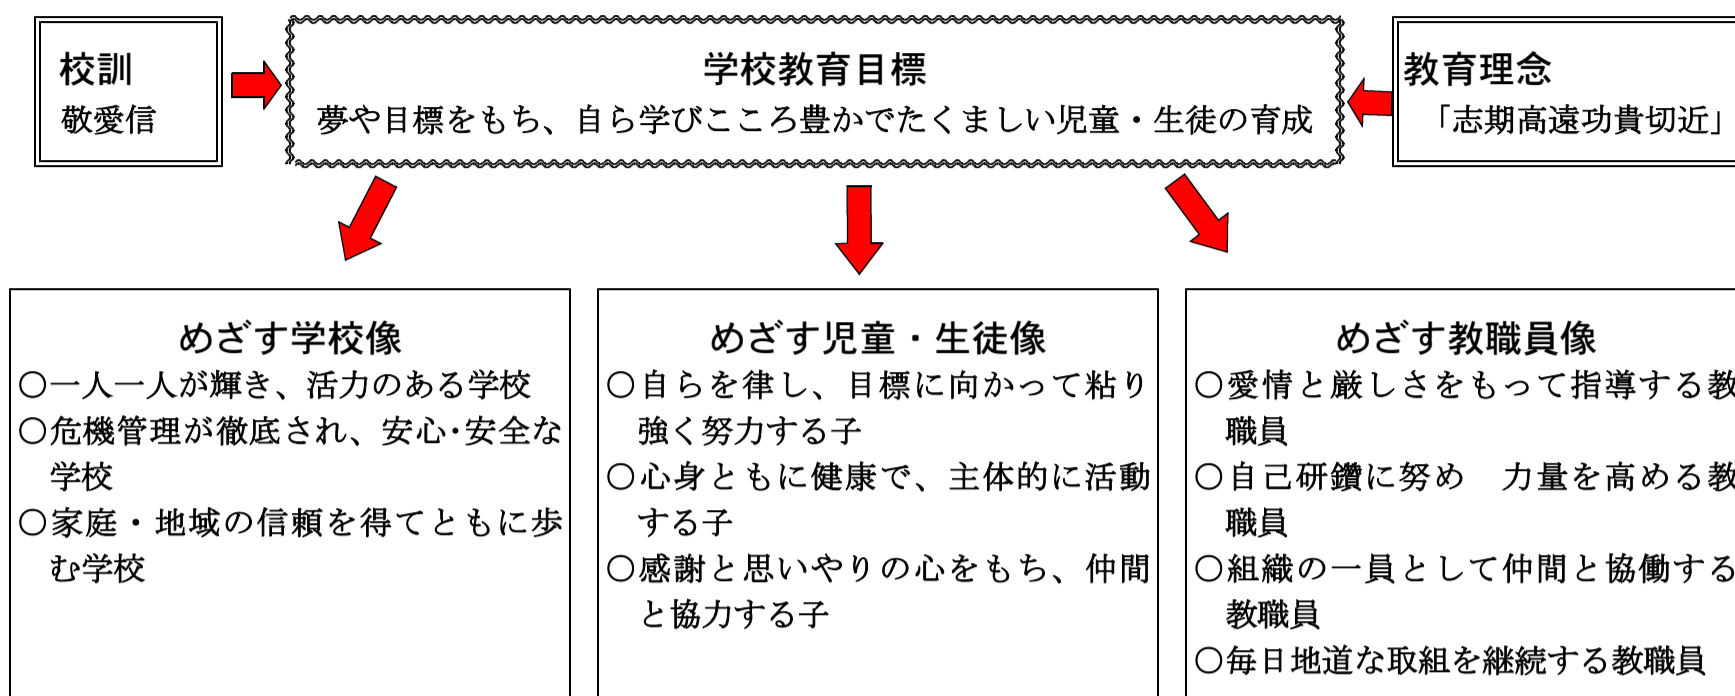 校訓
敬愛信
学校教育目標
夢や目標をもち、自ら学びこころ豊かでたくましい児童・生徒の育成
教育理念
「志期高遠功貴切近」
めざす学校像
○一人一人が輝き、活力のある学校
○危機管理が徹底され、安心・安全な
学校
○家庭・地域の信頼を得てともに歩
む学校
めざす児童・生徒像
○自らを律し、目標に向かって粘り
強く努力する子
○心身ともに健康で、主体的に活動
する子
○感謝と思いやりの心をもち、仲間
と協力する子
めざす教職員像
○愛情と厳しさをもって指導する教
職員
○自己研鑽に努め　力量を高める教
職員
○組織の一員として仲間と協働する
教職員
○毎日地道な取組を継続する教職員